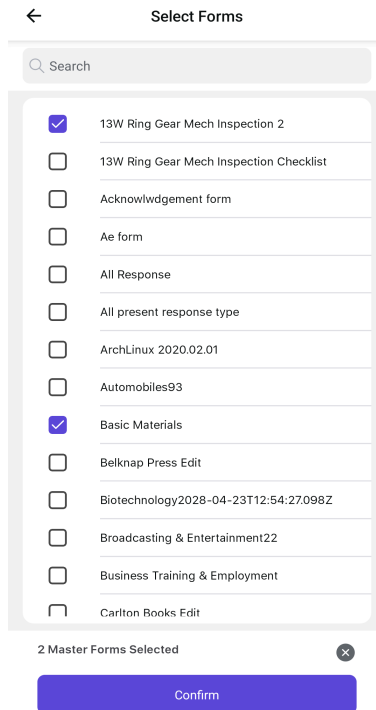 Select Forms
Search
13W Ring Gear Mech Inspection 2
13W Ring Gear Mech Inspection Checklist
Acknowlwdgement form
Ae form
All Response
All present response type
ArchLinux 2020.02.01
Automobiles93
Basic Materials
Belknap Press Edit
Biotechnology2028-04-23T12:54:27.098Z
Broadcasting & Entertainment22
Business Training & Employment
Carlton Books Edit
2 Master Forms Selected
Confirm